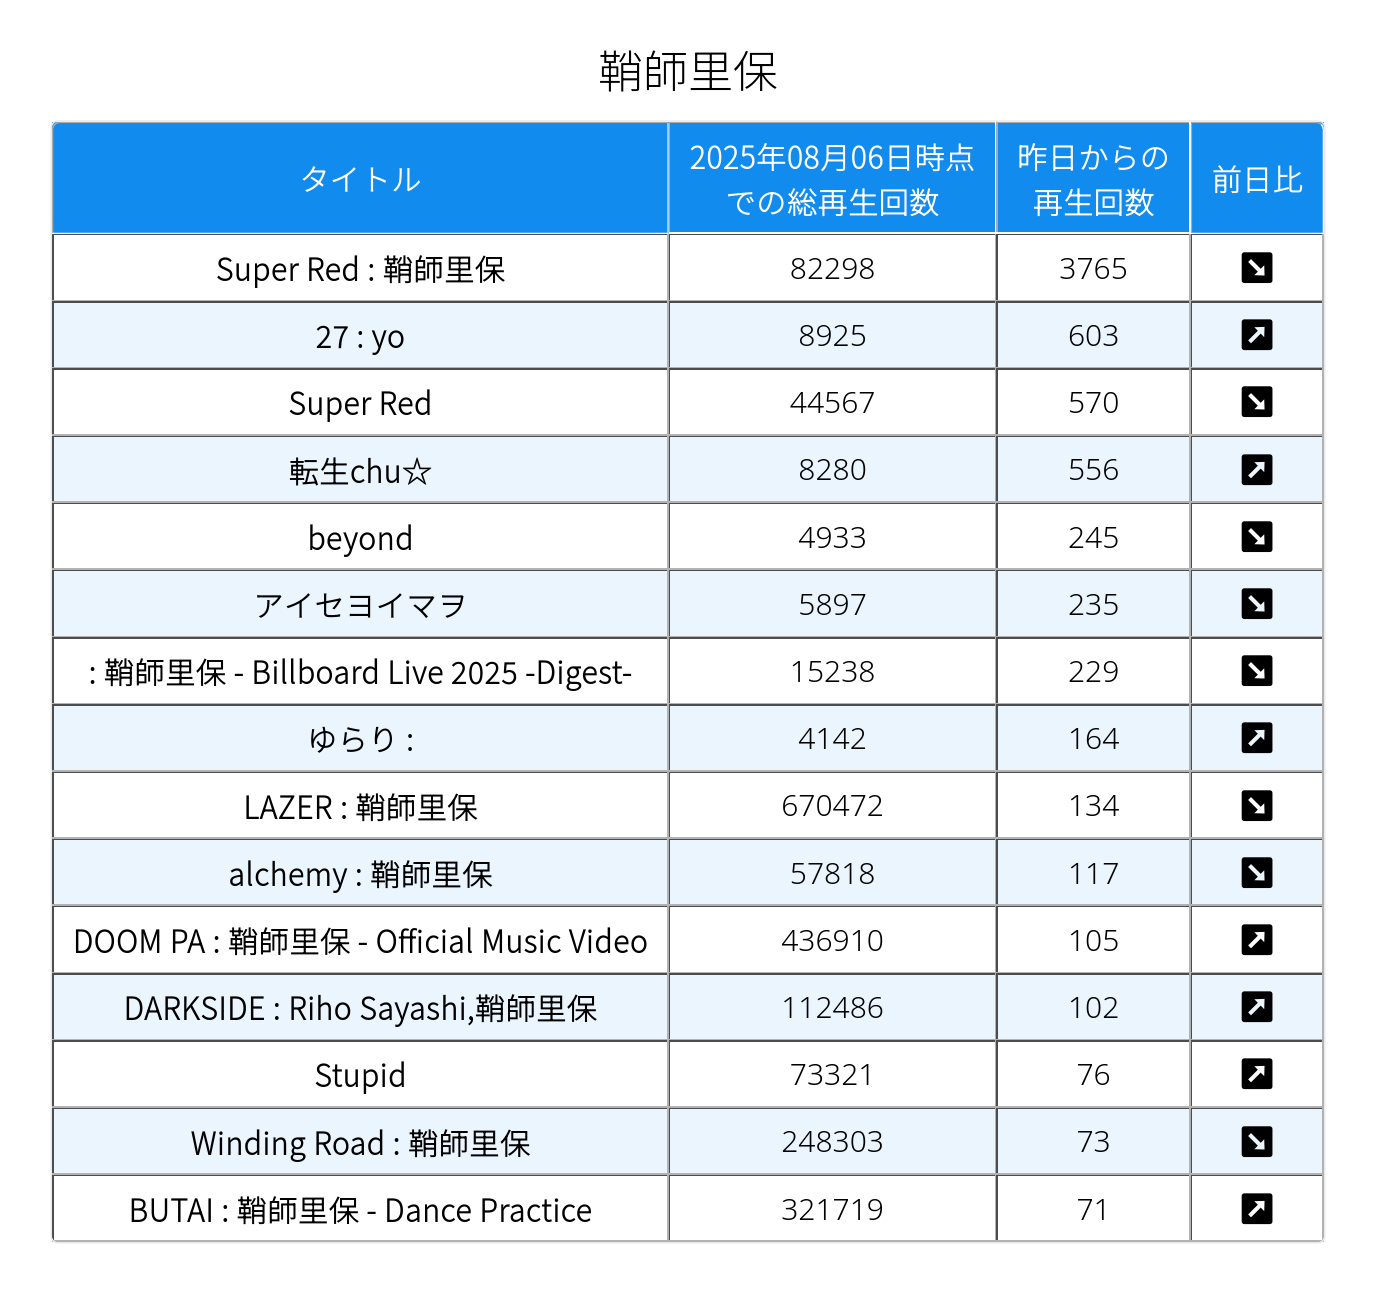 鞘師里保
タイトル 2025年08月06日時点での総再生回数 昨日からの再生回数 前日比
Super Red : 鞘師里保 82298 3765 ↘
27 : yo 8925 603 ↗
Super Red 44567 570 ↘
転生chu☆ 8280 556 ↗
beyond 4933 245 ↘
アイセヨイマヲ 5897 235 ↘
: 鞘師里保 - Billboard Live 2025 -Digest- 15238 229 ↘
ゆらり : 4142 164 ↗
LAZER : 鞘師里保 670472 134 ↘
alchemy : 鞘師里保 57818 117 ↘
DOOM PA : 鞘師里保 - Official Music Video 436910 105 ↗
DARKSIDE : Riho Sayashi,鞘師里保 112486 102 ↗
Stupid 73321 76 ↗
Winding Road : 鞘師里保 248303 73 ↘
BUTAI : 鞘師里保 - Dance Practice 321719 71 ↗